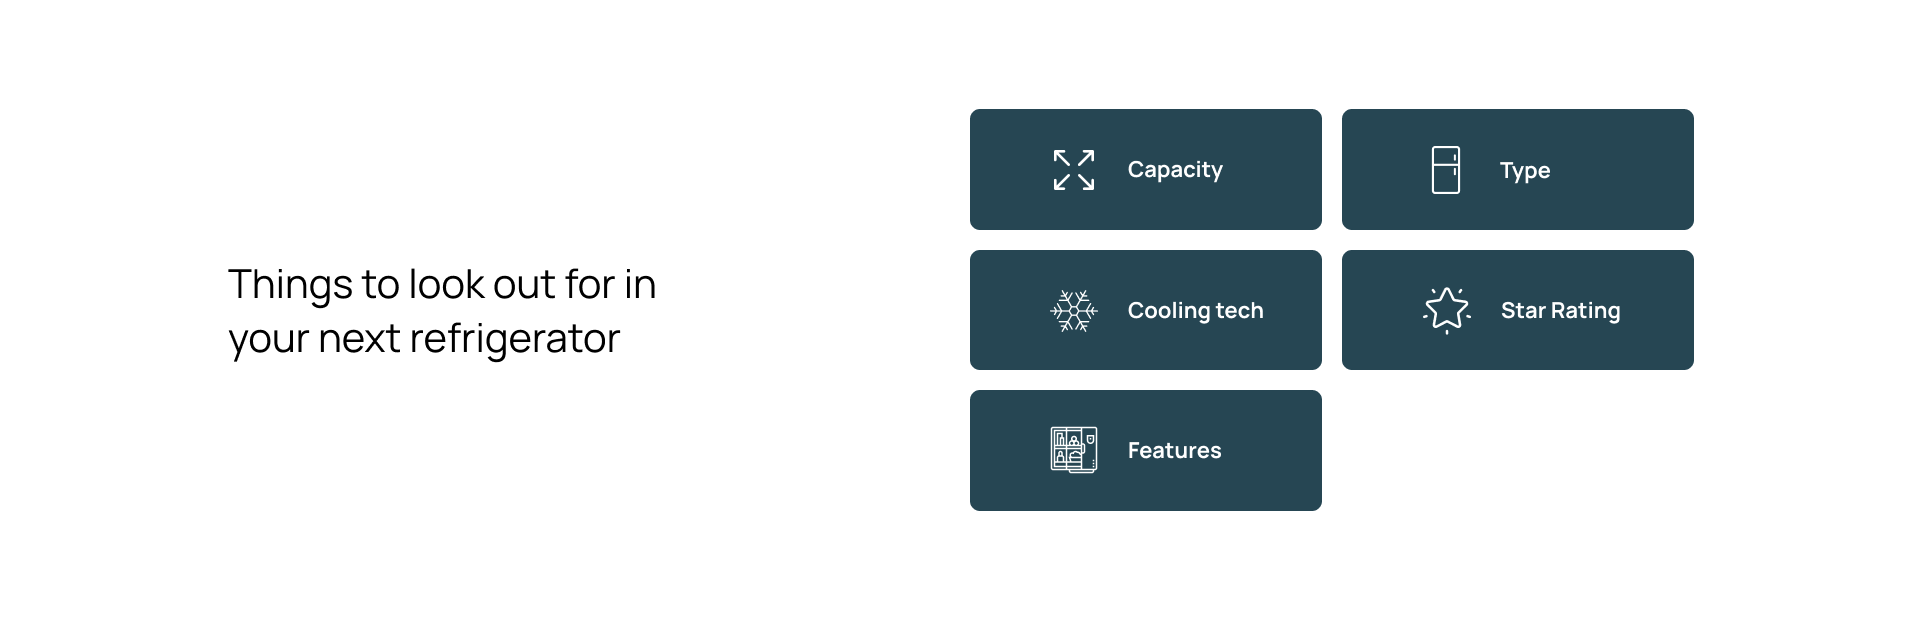 Things to look out for in
your next refrigerator
Capacity
Type
Cooling tech
Star Rating
Features